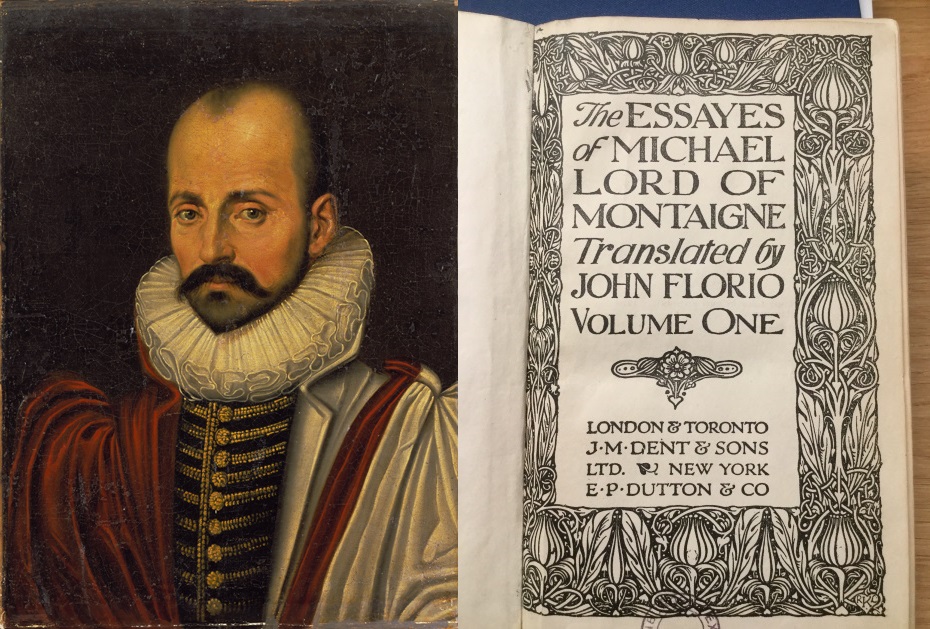 The ESSAYES
of MICHAEL
LORD OF
MONTAIGNE
Translated by
JOHN FLORIO
VOLUME ONE
LONDON & TORONTO
J·M·DENT & SONS
LTD. NEW YORK
E·P·DUTTON & CO